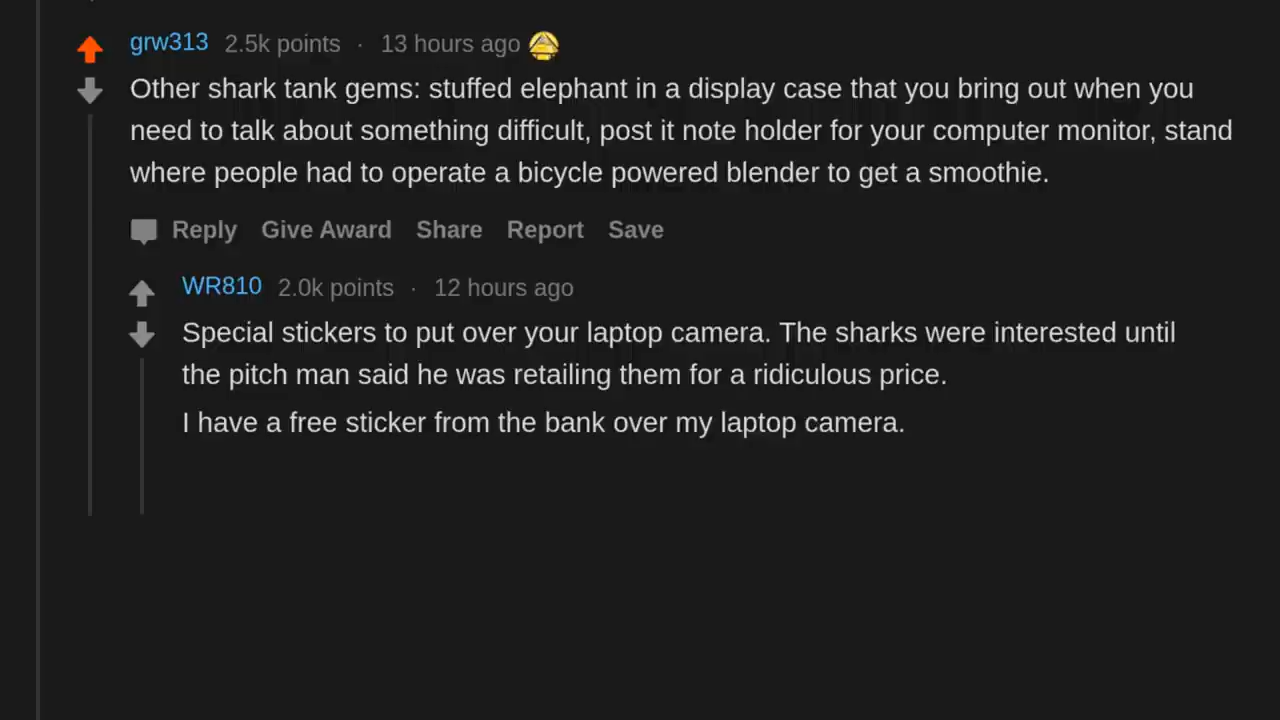 grw313 2.5k points · 13 hours ago
Other shark tank gems: stuffed elephant in a display case that you bring out when you
need to talk about something difficult, post it note holder for your computer monitor, stand
where people had to operate a bicycle powered blender to get a smoothie.
Reply Give Award Share Report Save
WR810 2.0k points · 12 hours ago
Special stickers to put over your laptop camera. The sharks were interested until
the pitch man said he was retailing them for a ridiculous price.
I have a free sticker from the bank over my laptop camera.